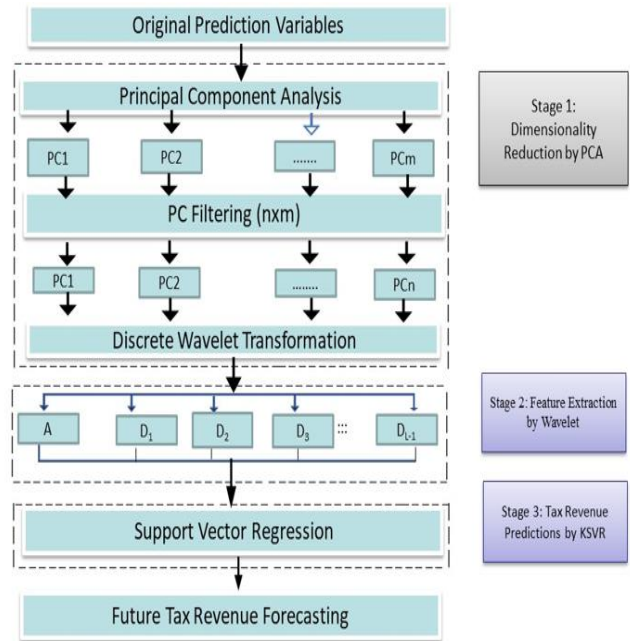 Original Prediction Variables
Principal Component Analysis
PC1 PC2 ....... PCm
PC Filtering (nxm)
PC1 PC2 ........ PCn
Discrete Wavelet Transformation
A D1 D2 D3 ::: DL-1
Support Vector Regression
Future Tax Revenue Forecasting
Stage 1:
Dimensionality
Reduction by PCA
Stage 2: Feature Extraction
by Wavelet
Stage 3: Tax Revenue
Predictions by KSVR